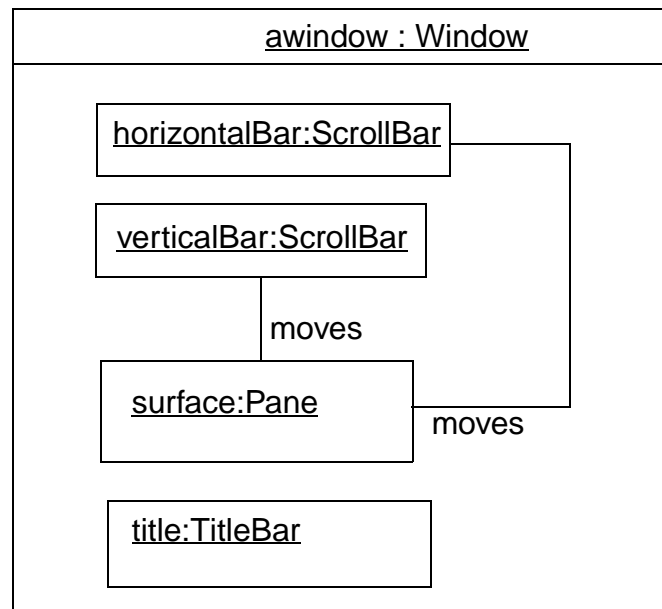 awindow : Window
horizontalBar:ScrollBar
verticalBar:ScrollBar
moves
surface:Pane
moves
title:TitleBar